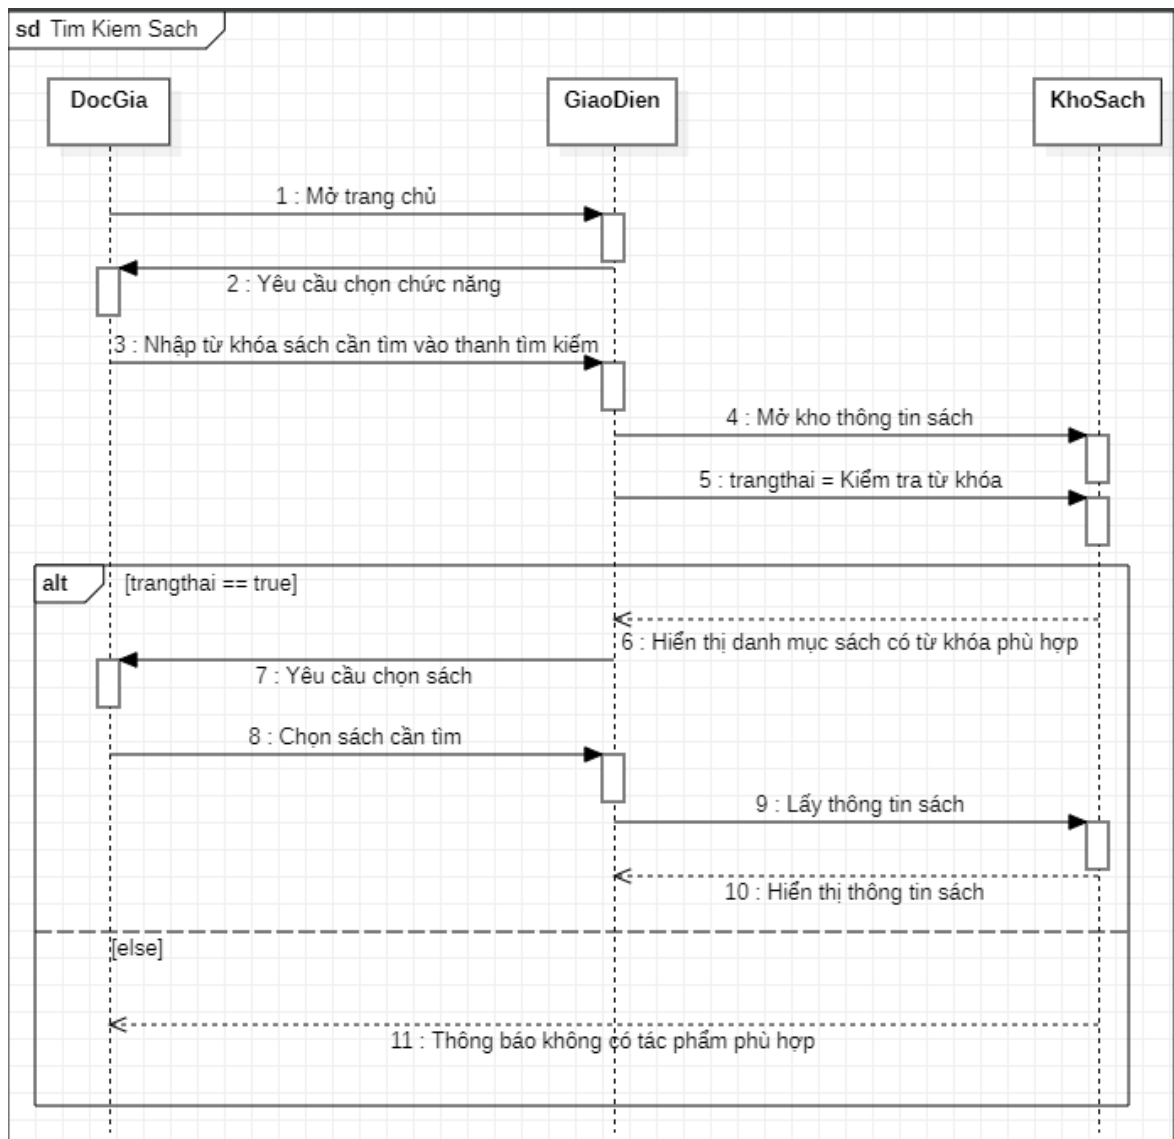 sd Tim Kiem Sach
DocGia
GiaoDien
KhoSach
1 : Mở trang chủ
2 : Yêu cầu chọn chức năng
3 : Nhập từ khóa sách cần tìm vào thanh tìm kiếm
4 : Mở kho thông tin sách
5 : trangthai = Kiểm tra từ khóa
alt
[trangthai == true]
6 : Hiển thị danh mục sách có từ khóa phù hợp
7 : Yêu cầu chọn sách
8 : Chọn sách cần tìm
9 : Lấy thông tin sách
10 : Hiển thị thông tin sách
[else]
11 : Thông báo không có tác phẩm phù hợp